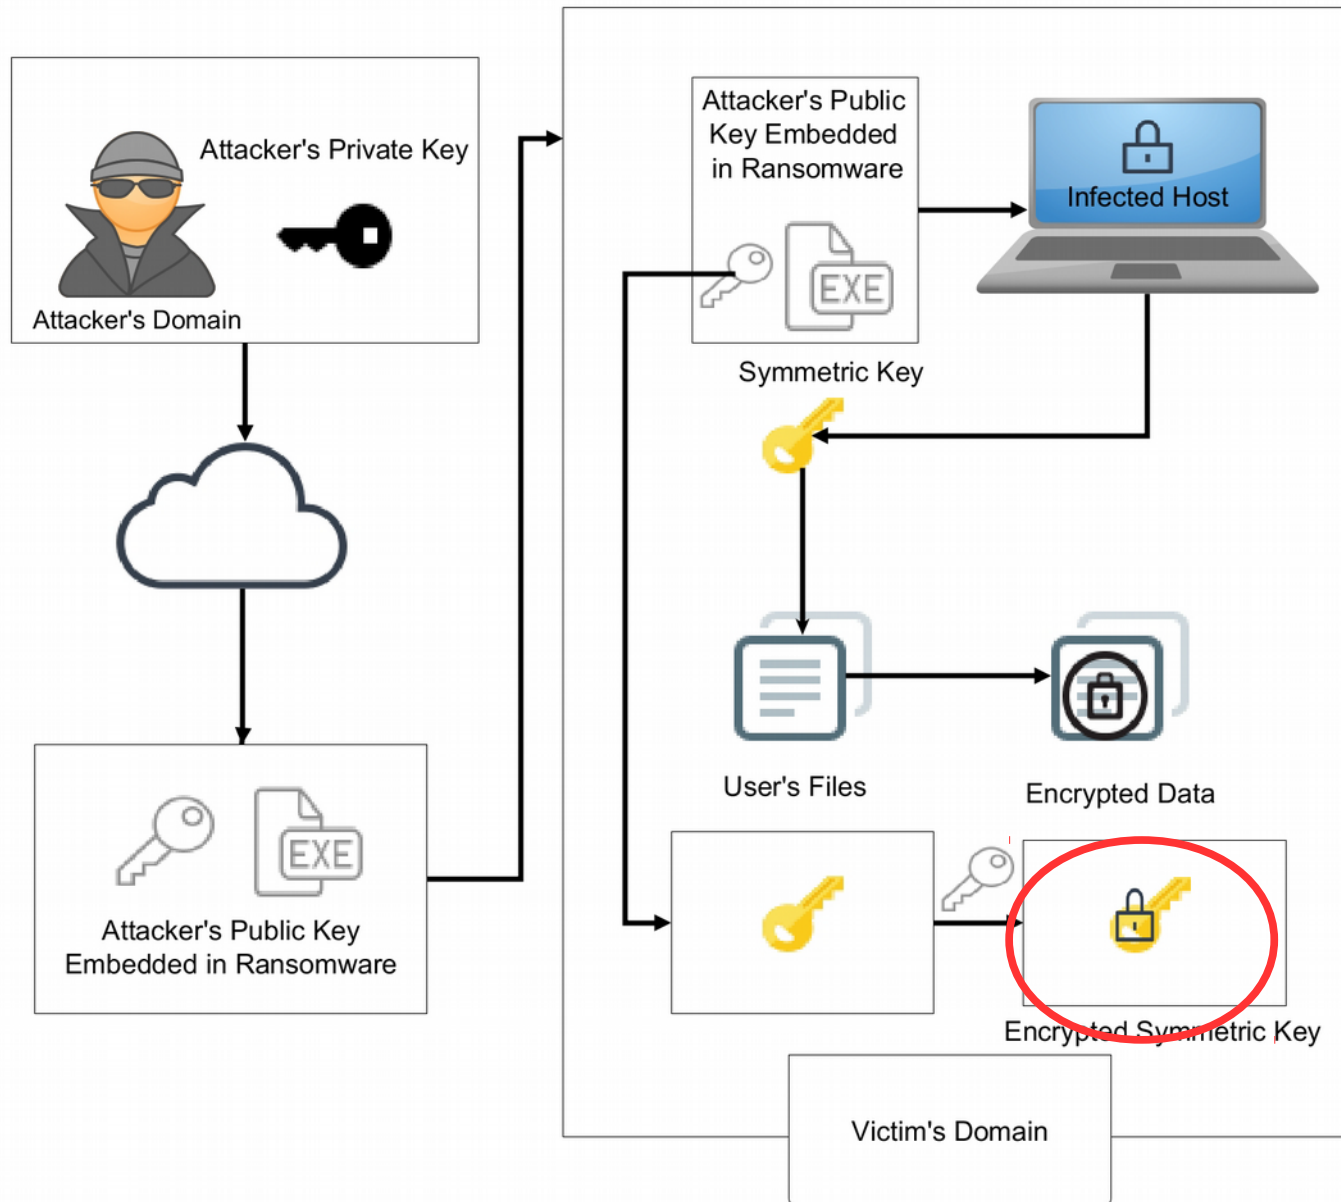 Attacker's Private Key
Attacker's Domain
EXE
Attacker's Public Key
Embedded in Ransomware
Attacker's Public
Key Embedded
in Ransomware
EXE
Infected Host
Symmetric Key
User's Files
Encrypted Data
Encrypted Symmetric Key
Victim's Domain